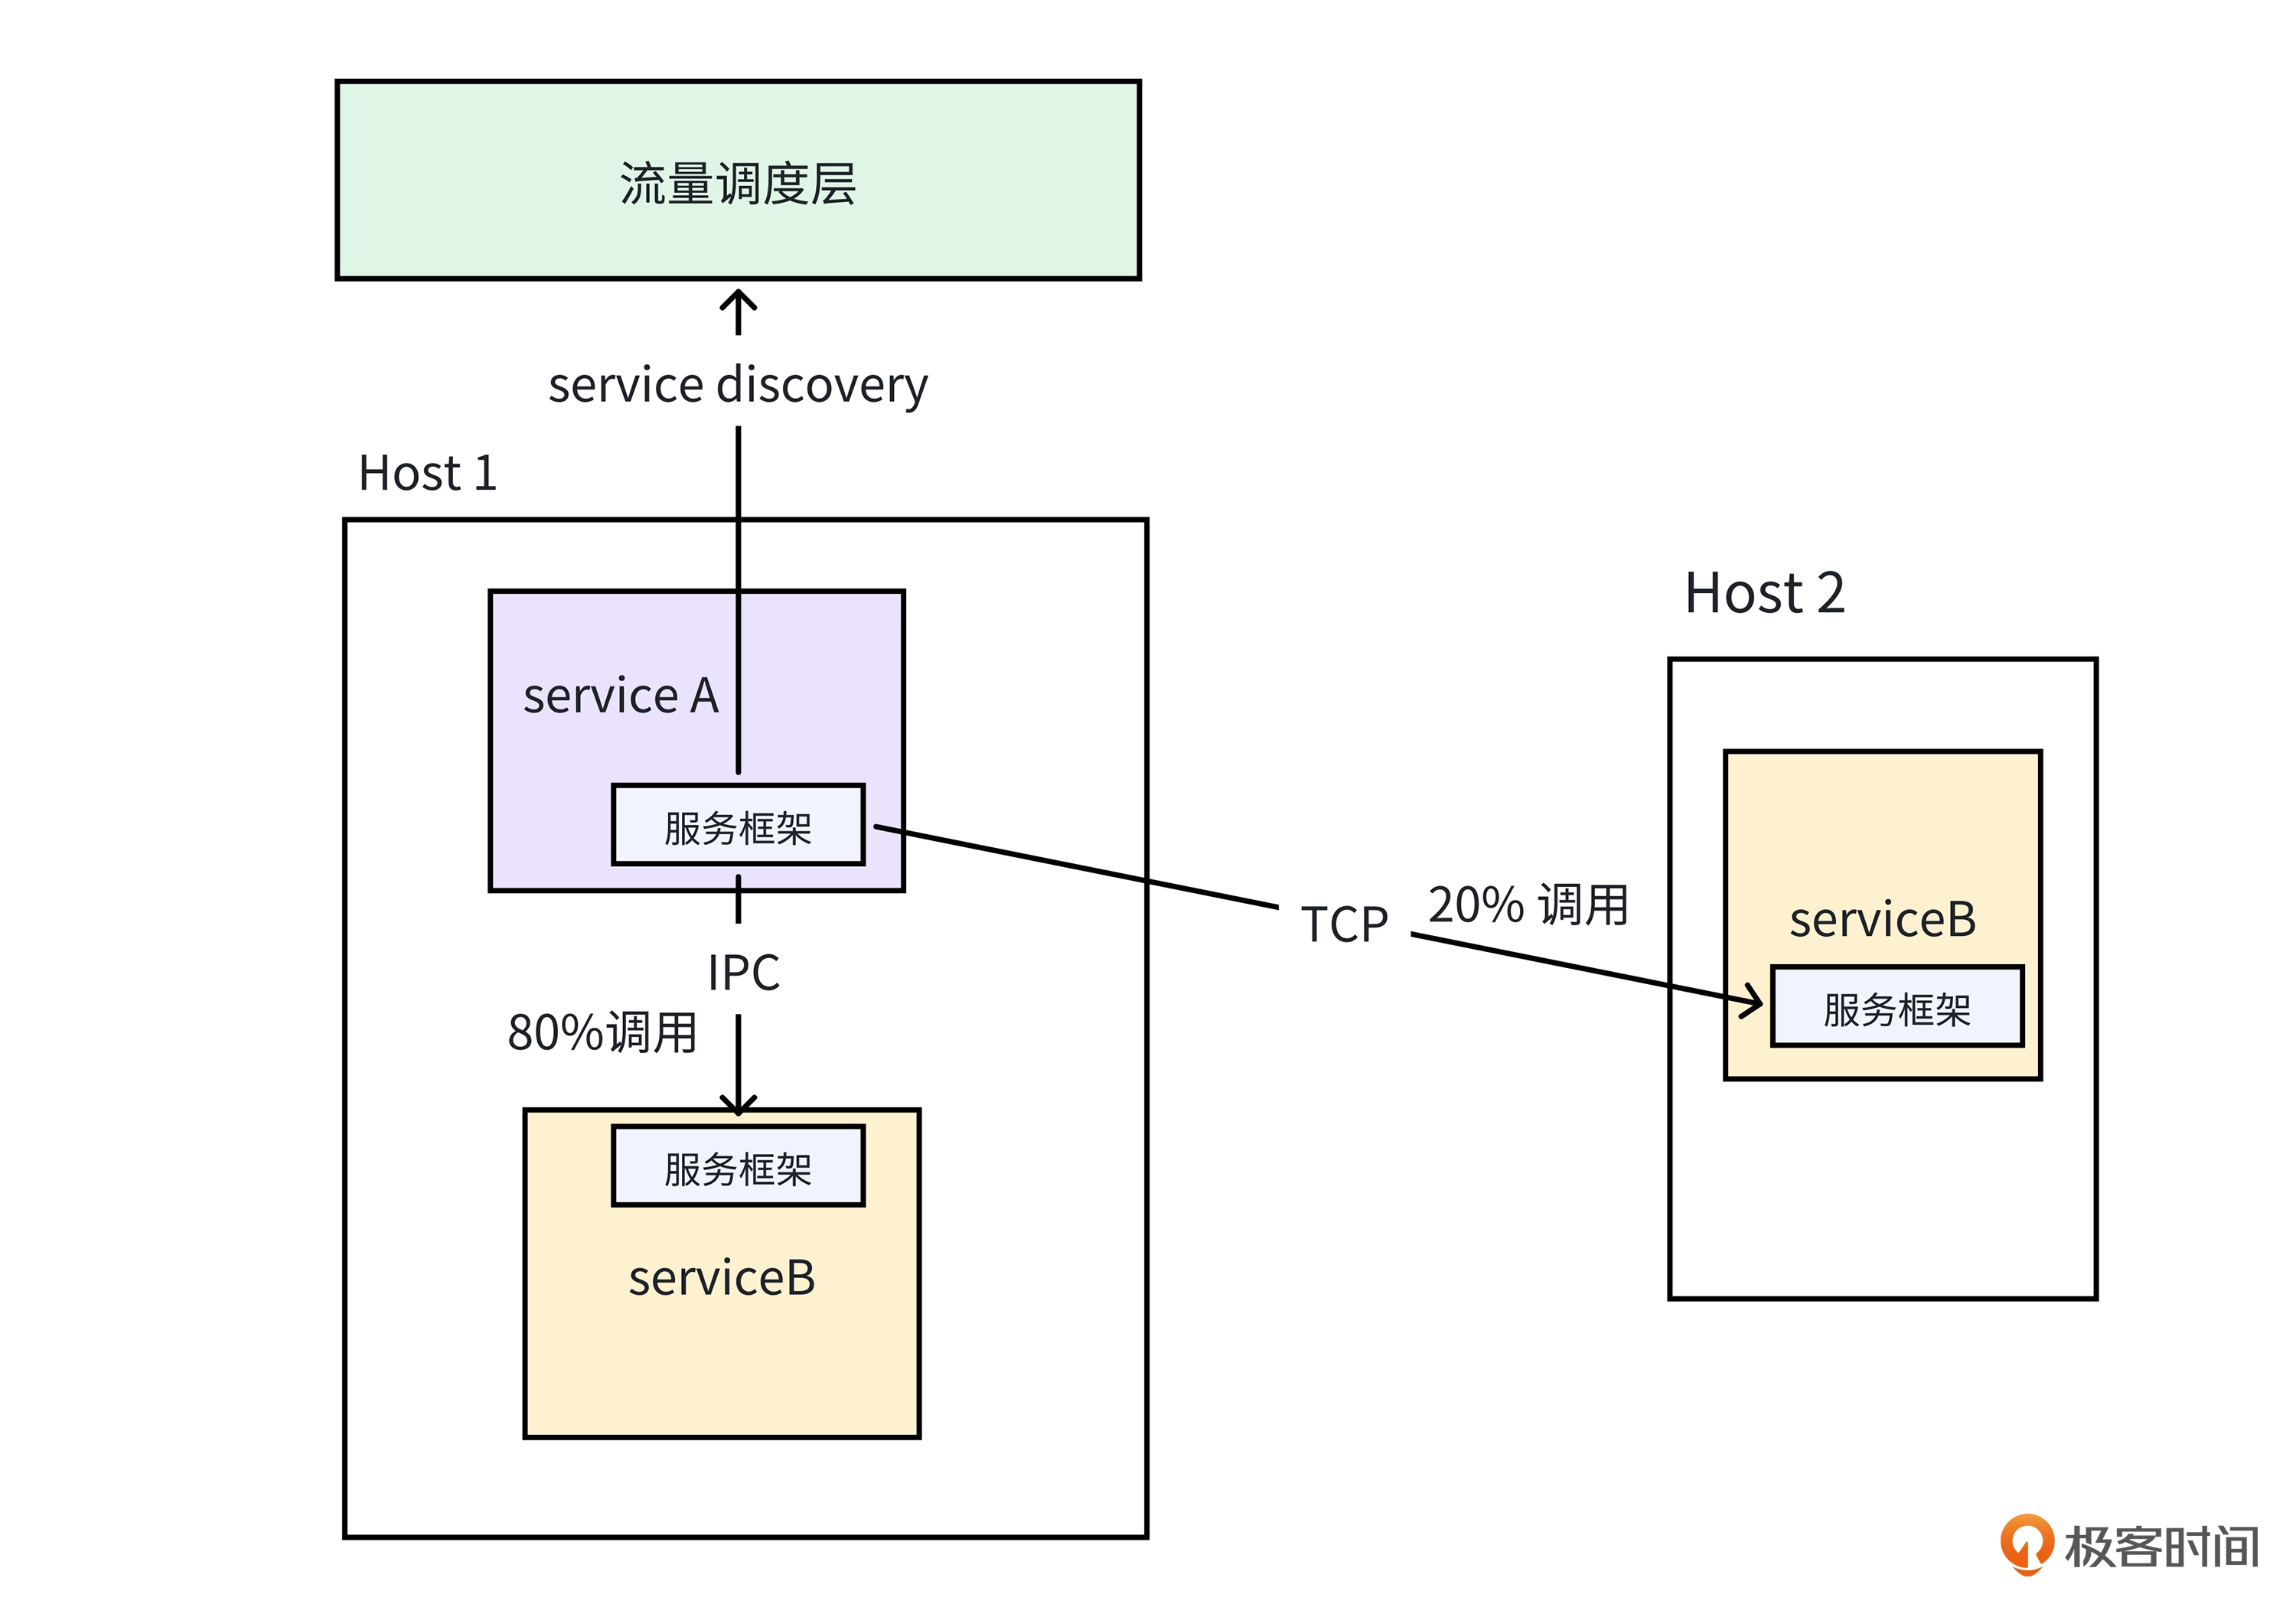 流量调度层
service discovery
Host 1
Host 2
service A
服务框架
TCP
20% 调用
serviceB
服务框架
IPC
80%调用
服务框架
serviceB
极客时间